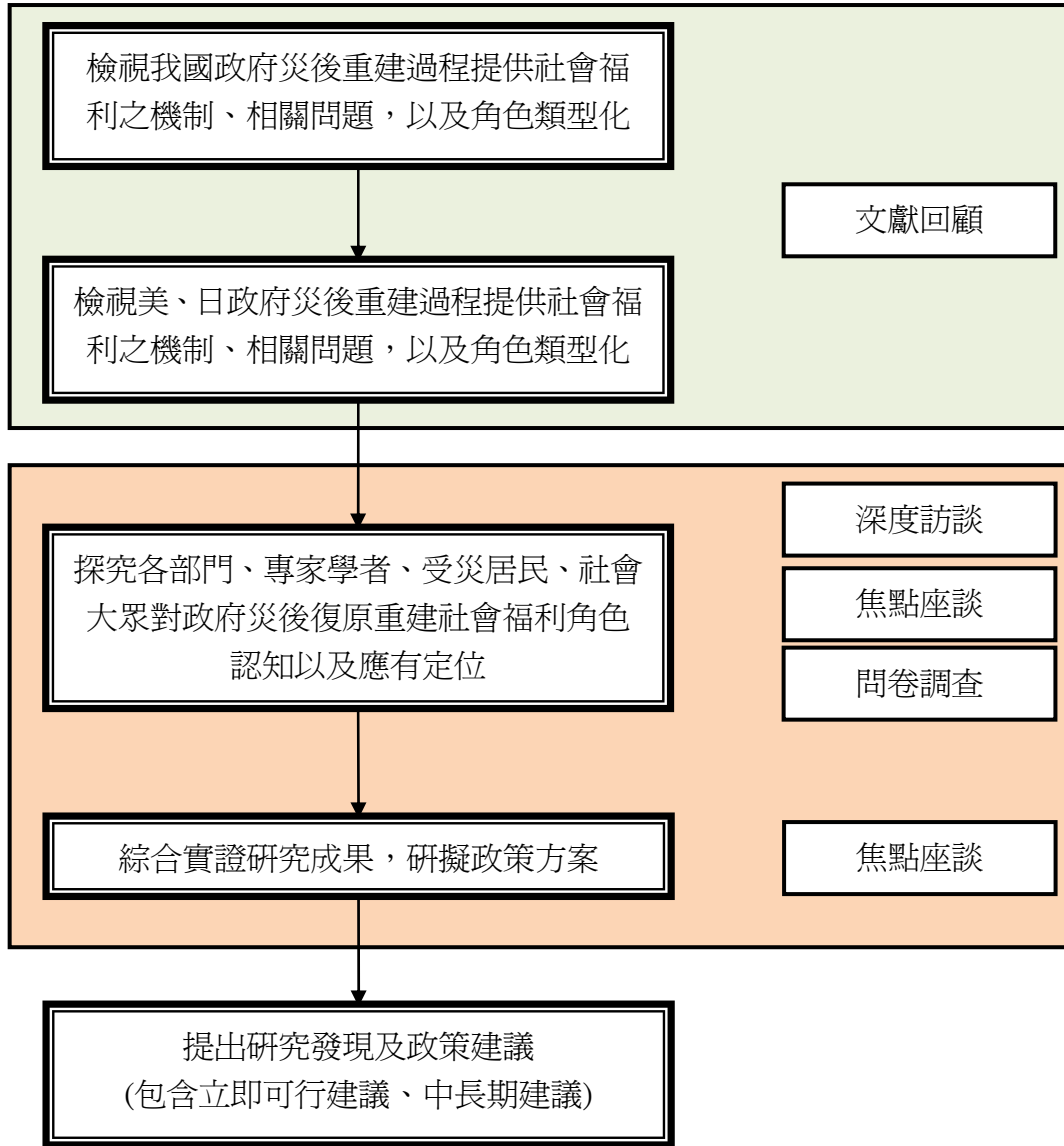 檢視我國政府災後重建過程提供社會福
利之機制、相關問題，以及角色類型化
文獻回顧
檢視美、日政府災後重建過程提供社會福
利之機制、相關問題，以及角色類型化
深度訪談
探究各部門、專家學者、受災居民、社會
大眾對政府災後復原重建社會福利角色
認知以及應有定位
焦點座談
問卷調查
綜合實證研究成果，研擬政策方案
焦點座談
提出研究發現及政策建議
(包含立即可行建議、中長期建議)